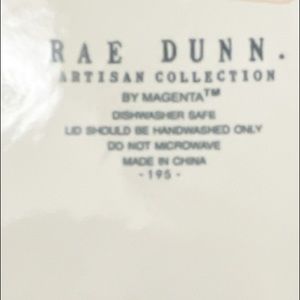 RAE DUNN.
ARTISAN COLLECTION
BY MAGENTA™
DISHWASHER SAFE
LID SHOULD BE HANDWASHED ONLY
DO NOT MICROWAVE
MADE IN CHINA
- 195 -